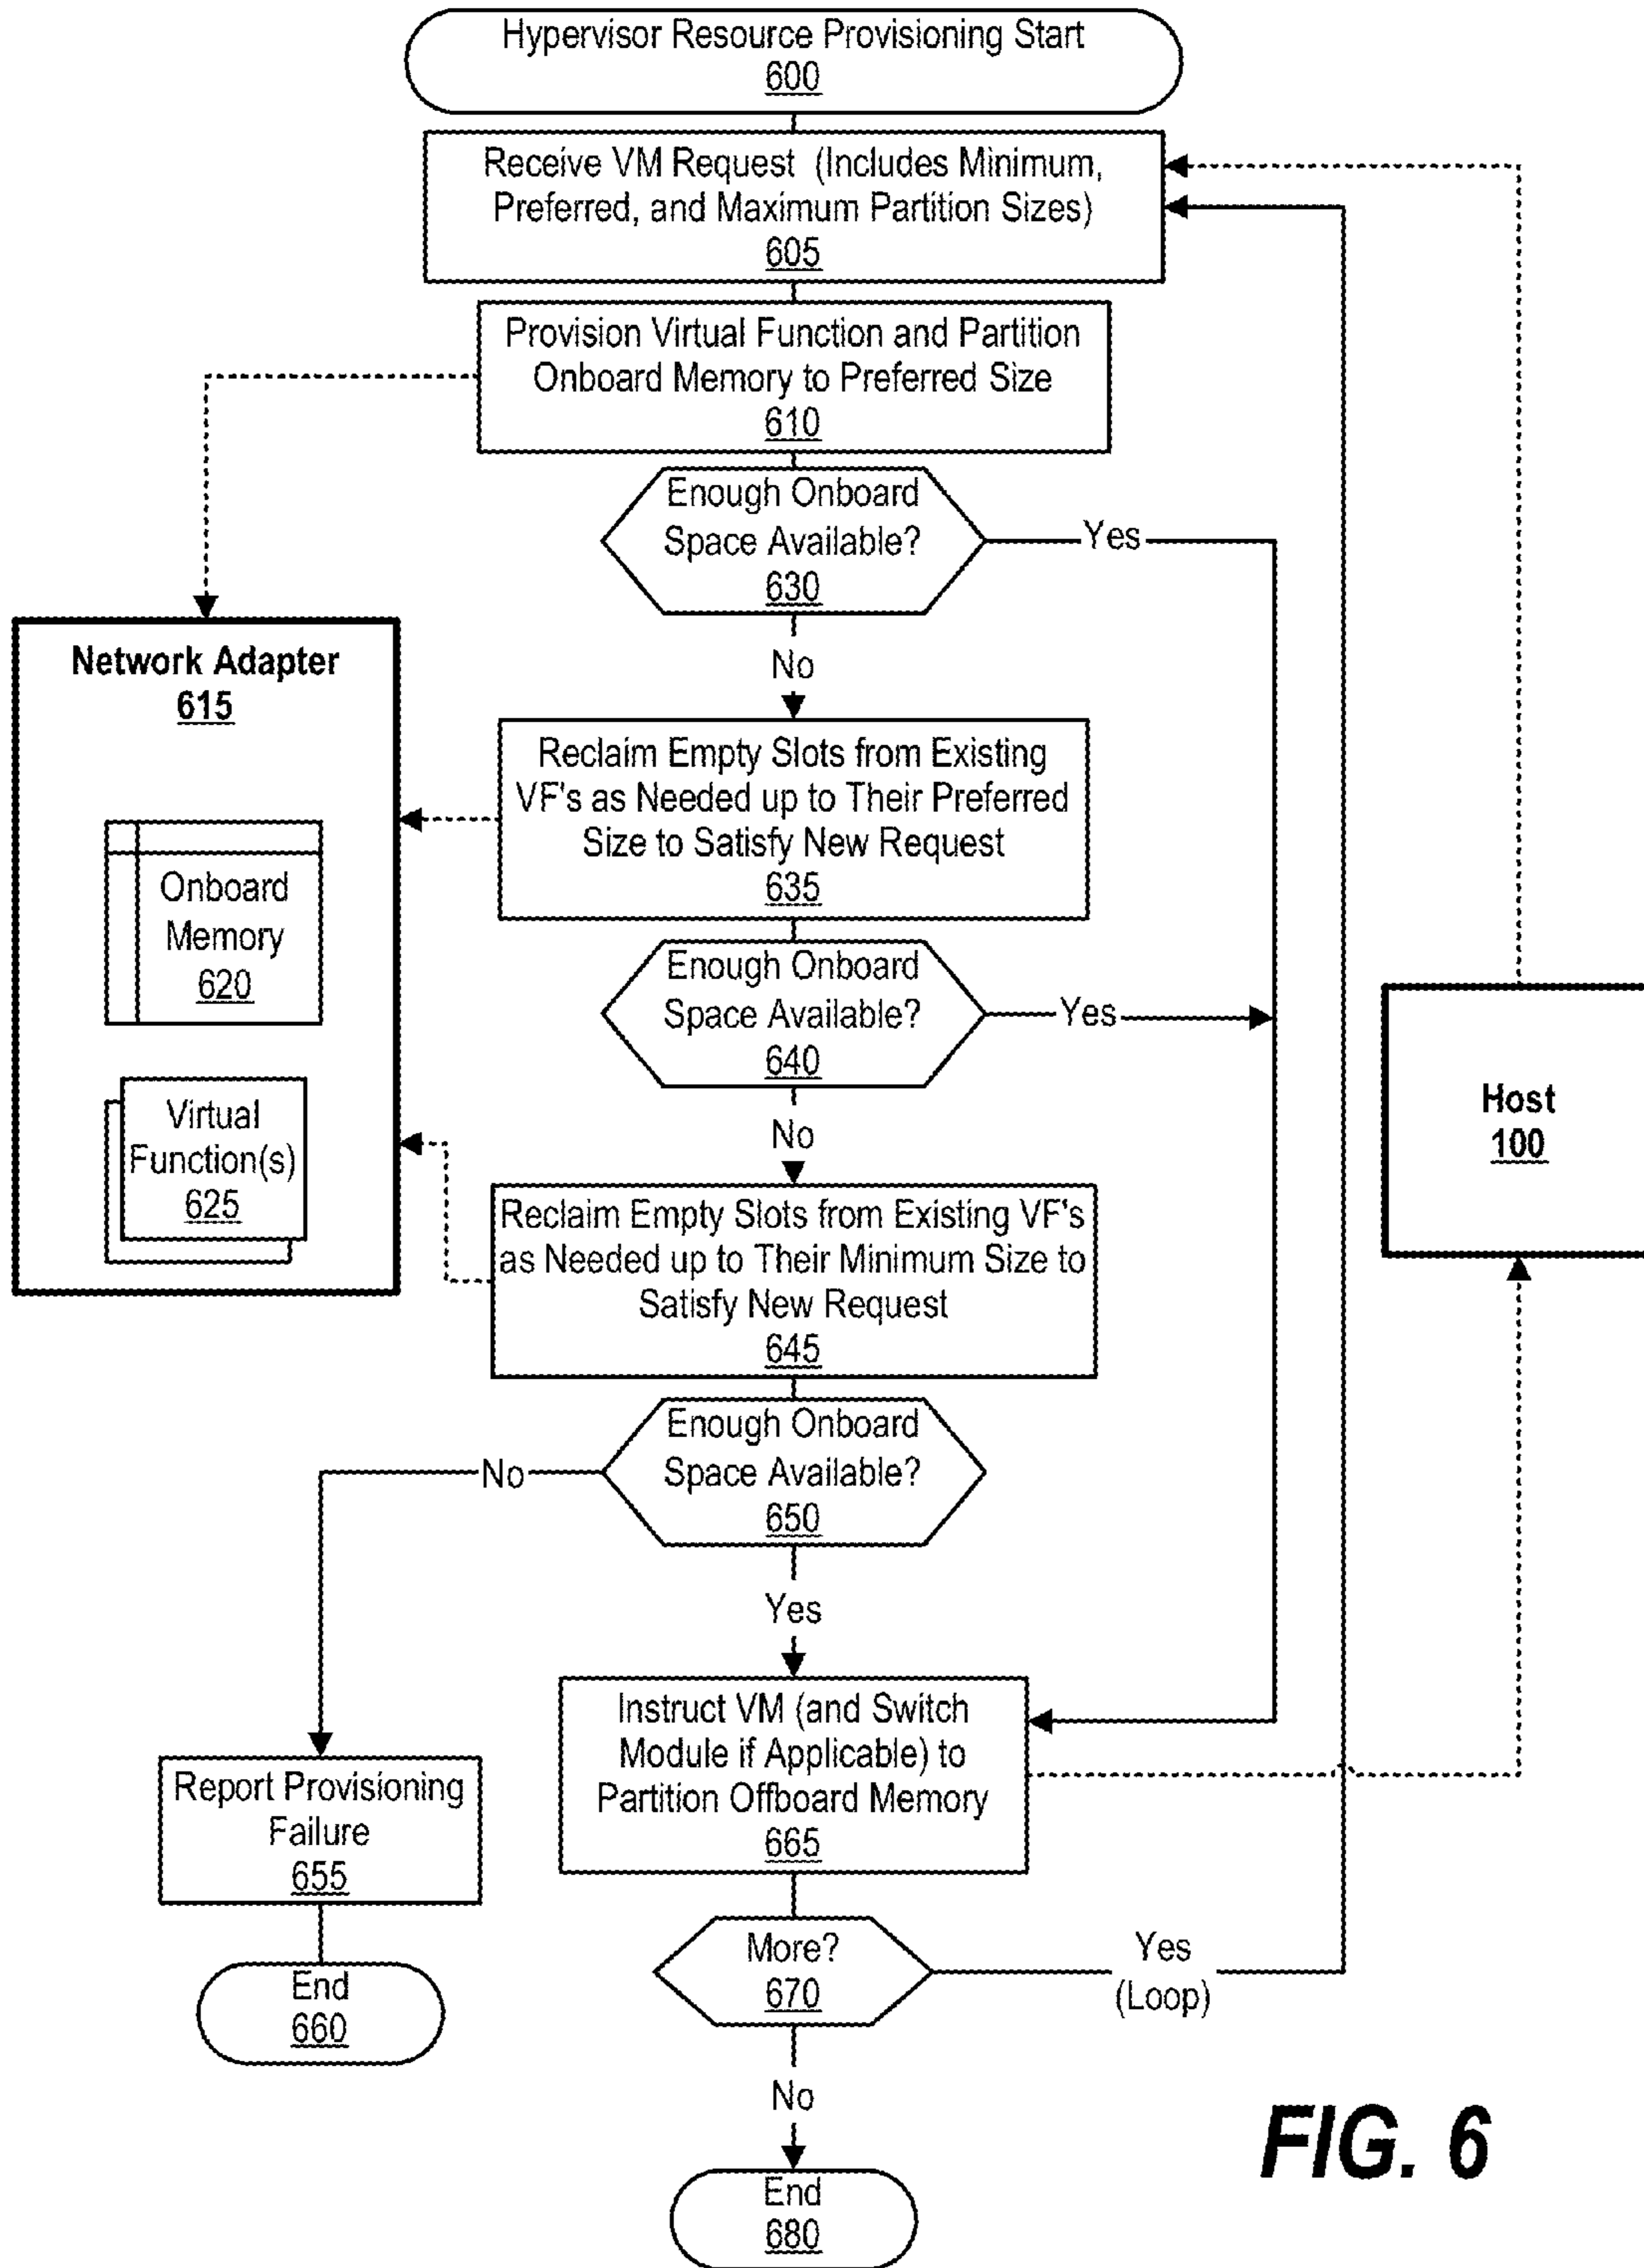 Hypervisor Resource Provisioning Start
600
Receive VM Request (Includes Minimum,
Preferred, and Maximum Partition Sizes)
605
Provision Virtual Function and Partition
Onboard Memory to Preferred Size
610
Enough Onboard
Space Available?
630
Yes
No
Network Adapter
615
Onboard
Memory
620
Virtual
Function(s)
625
Reclaim Empty Slots from Existing
VF's as Needed up to Their Preferred
Size to Satisfy New Request
635
Enough Onboard
Space Available?
640
Yes
No
Host
100
Reclaim Empty Slots from Existing VF's
as Needed up to Their Minimum Size to
Satisfy New Request
645
Enough Onboard
Space Available?
650
No
Yes
Instruct VM (and Switch
Module if Applicable) to
Partition Offboard Memory
665
Report Provisioning
Failure
655
End
660
More?
670
Yes
(Loop)
No
End
680
FIG. 6